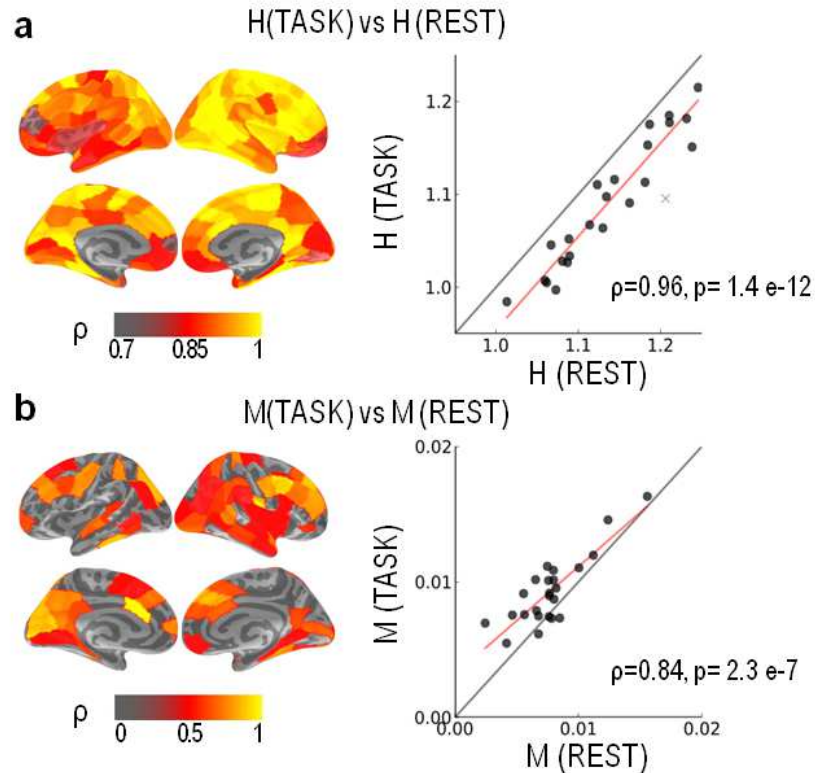 a
H(TASK) vs H (REST)
H (TASK)
1.2
1.1
1.0
1.0
1.1
1.2
H (REST)
ρ=0.96, p= 1.4 e-12
ρ
0.7
0.85
1
b
M(TASK) vs M (REST)
M (TASK)
0.02
0.01
0.00
0.00
0.01
0.02
M (REST)
ρ=0.84, p= 2.3 e-7
ρ
0
0.5
1